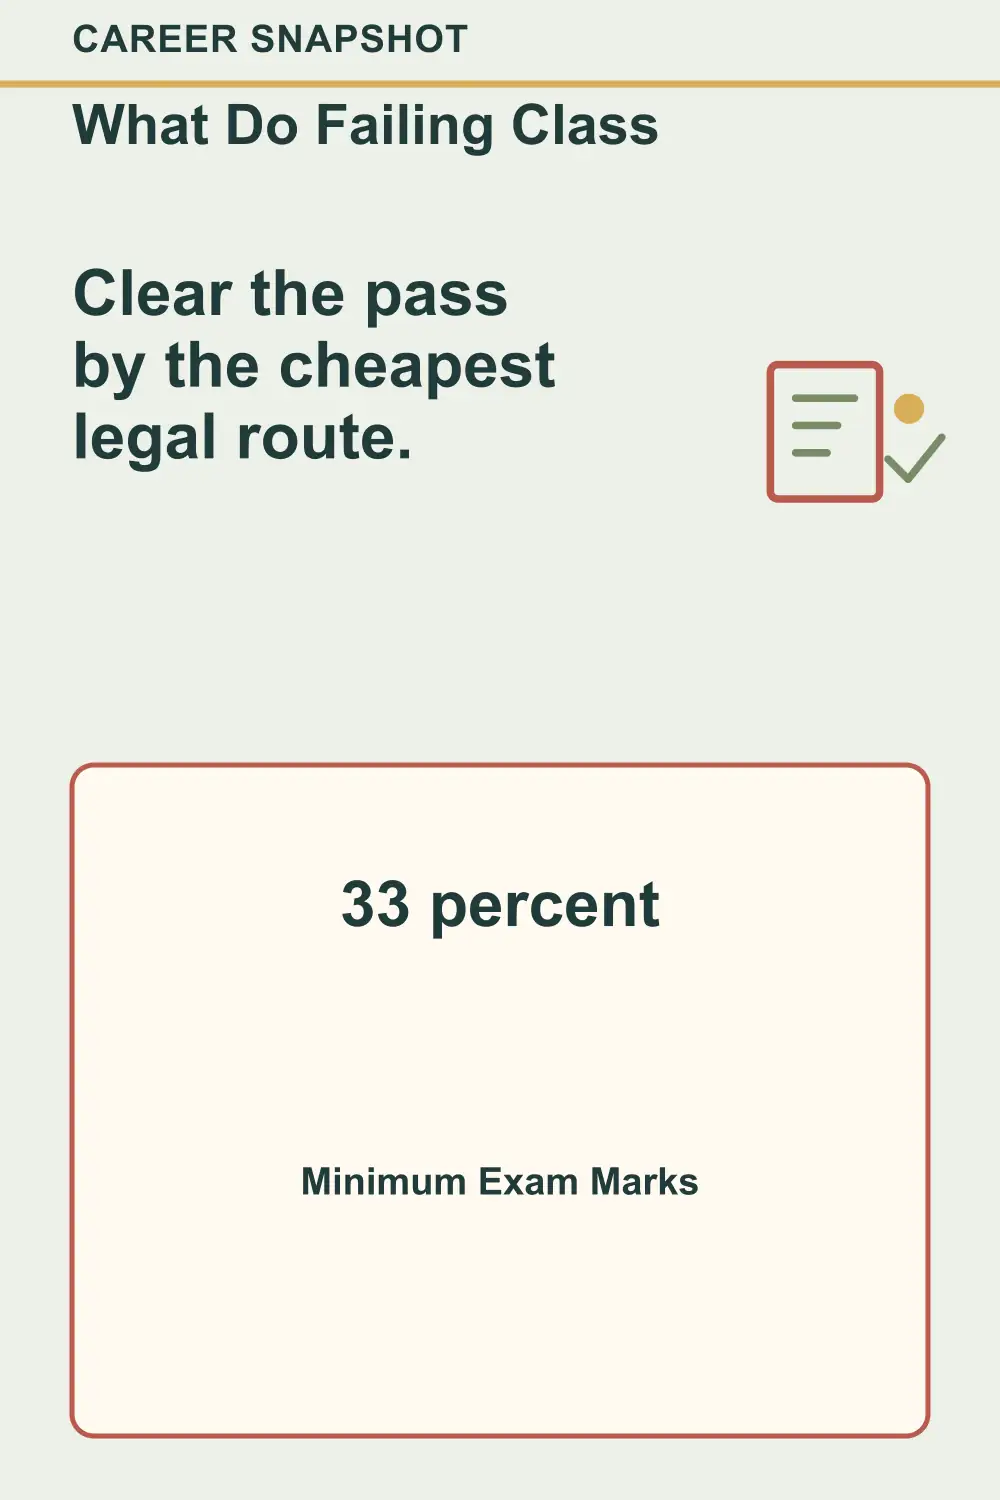 CAREER SNAPSHOT
What Do Failing Class
Clear the pass
by the cheapest
legal route.
33 percent
Minimum Exam Marks